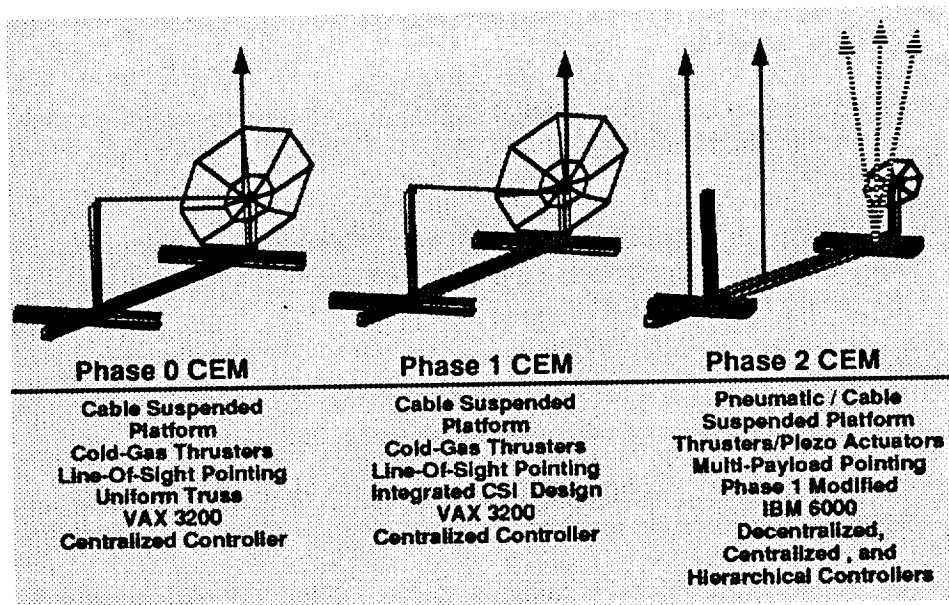 Phase 0 CEM
Cable Suspended
Platform
Cold-Gas Thrusters
Line-Of-Sight Pointing
Uniform Truss
VAX 3200
Centralized Controller
Phase 1 CEM
Cable Suspended
Platform
Cold-Gas Thrusters
Line-Of-Sight Pointing
Integrated CSI Design
VAX 3200
Centralized Controller
Phase 2 CEM
Pneumatic / Cable
Suspended Platform
Thrusters/Piezo Actuators
Multi-Payload Pointing
Phase 1 Modified
IBM 6000
Decentralized,
Centralized , and
Hierarchical Controllers